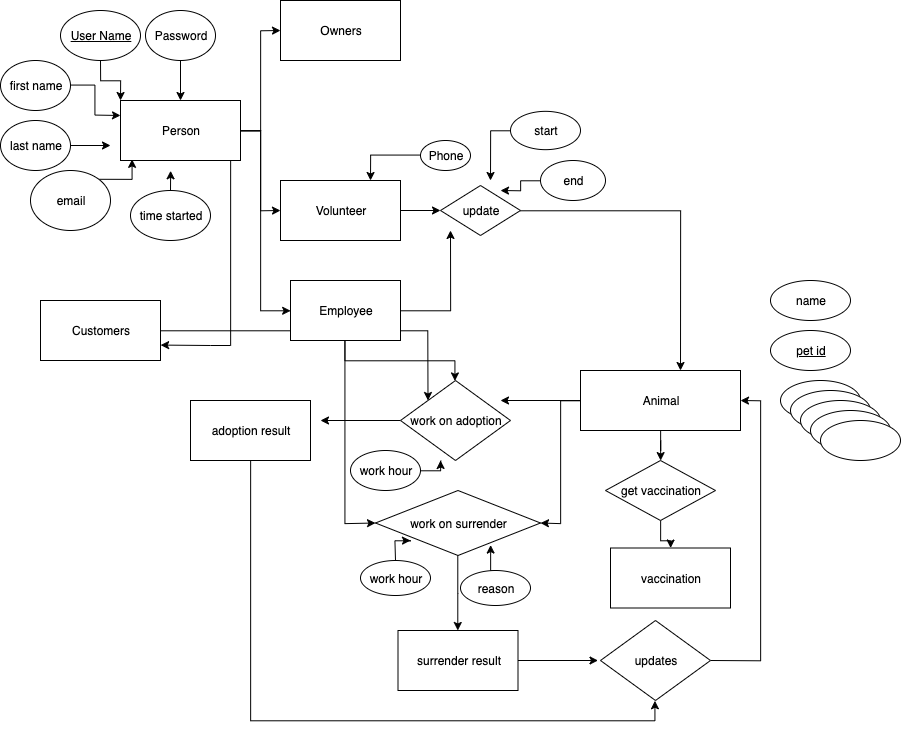 Owners
User Name
Password
first name
Person
last name
start
Phone
end
email
time started
Volunteer
update
name
Employee
Customers
pet id
Animal
adoption result
work on adoption
work hour
get vaccination
work on surrender
work hour
reason
vaccination
surrender result
updates